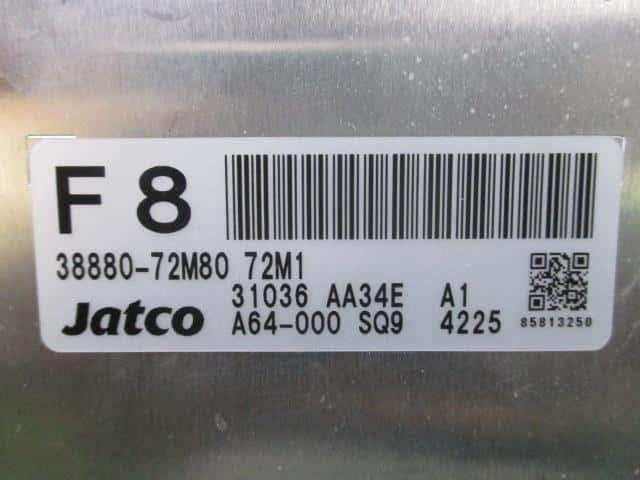 F 8
38880-72M80 72M1
31036 AA34E A1
Jatco A64-000 SQ9 4225
85813250